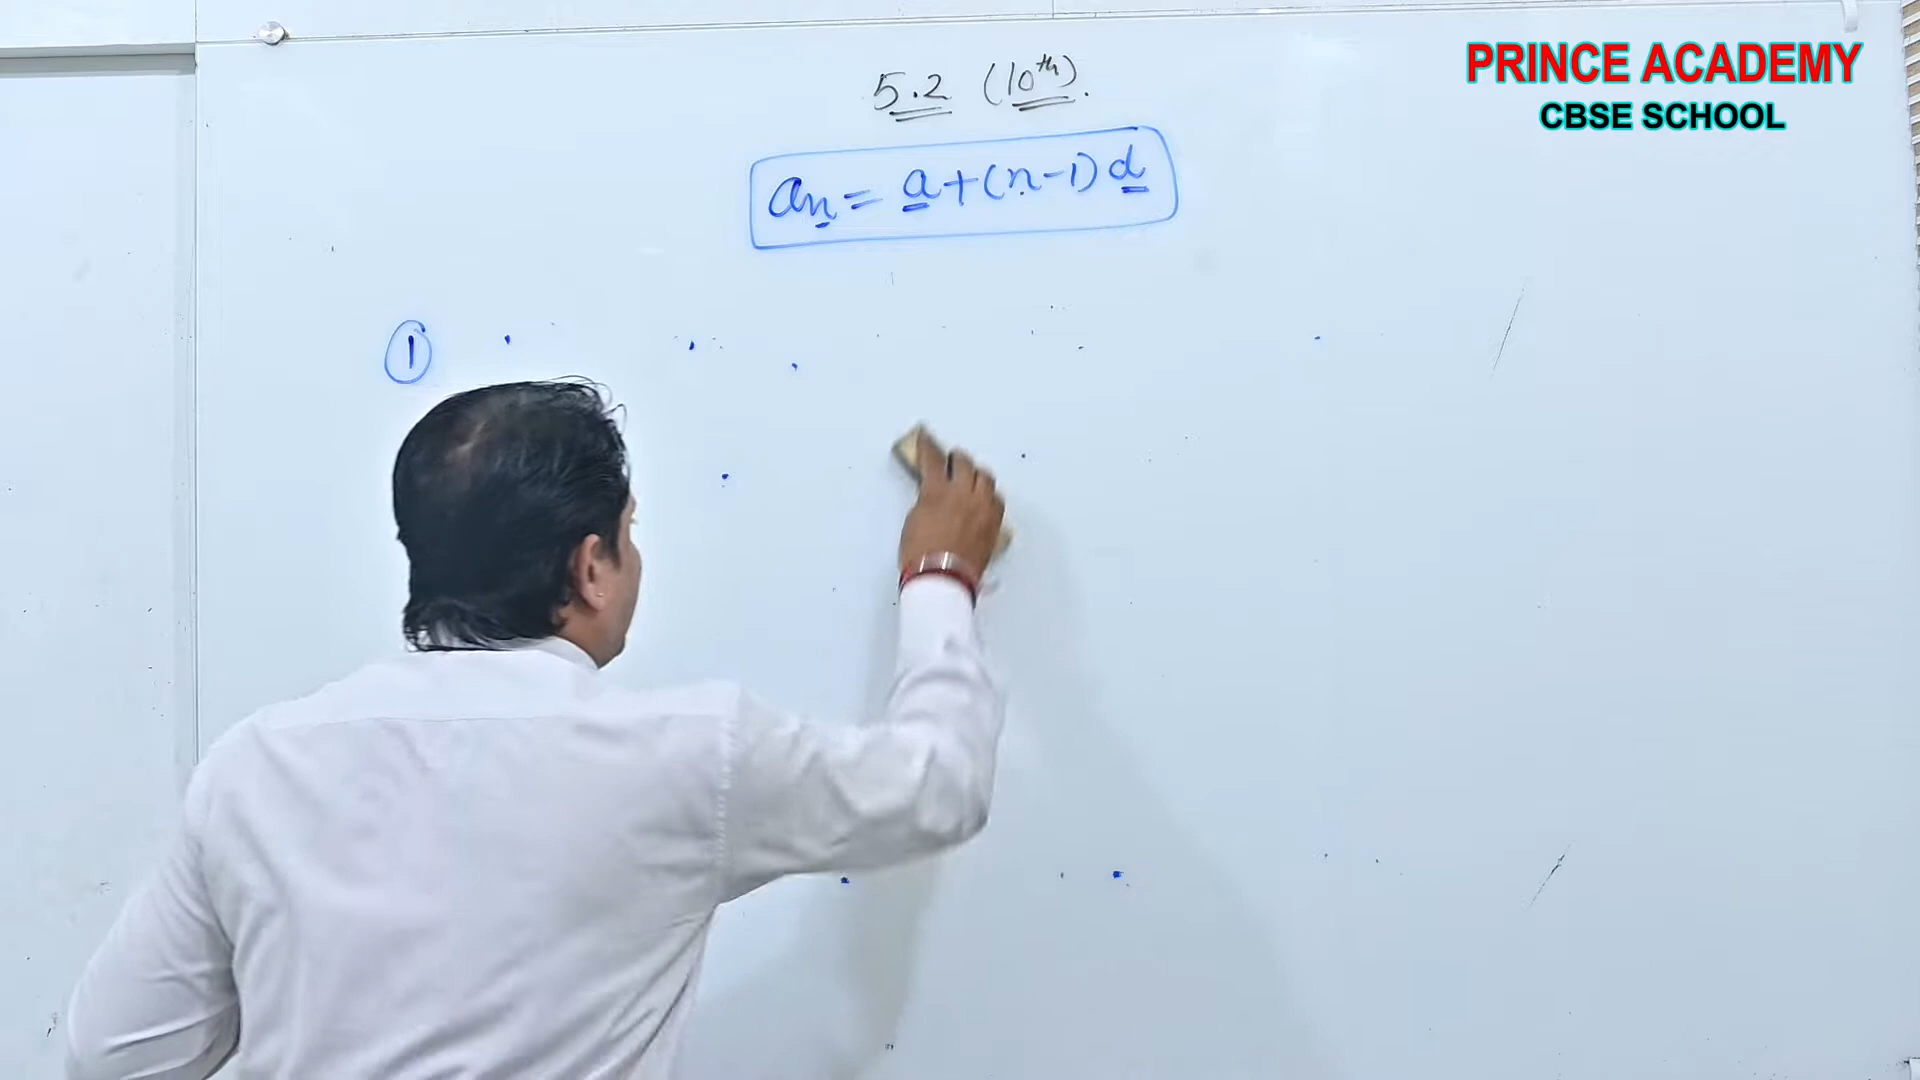 PRINCE ACADEMY
CBSE SCHOOL
5.2 (10th).
an = a+(n-1)d
1